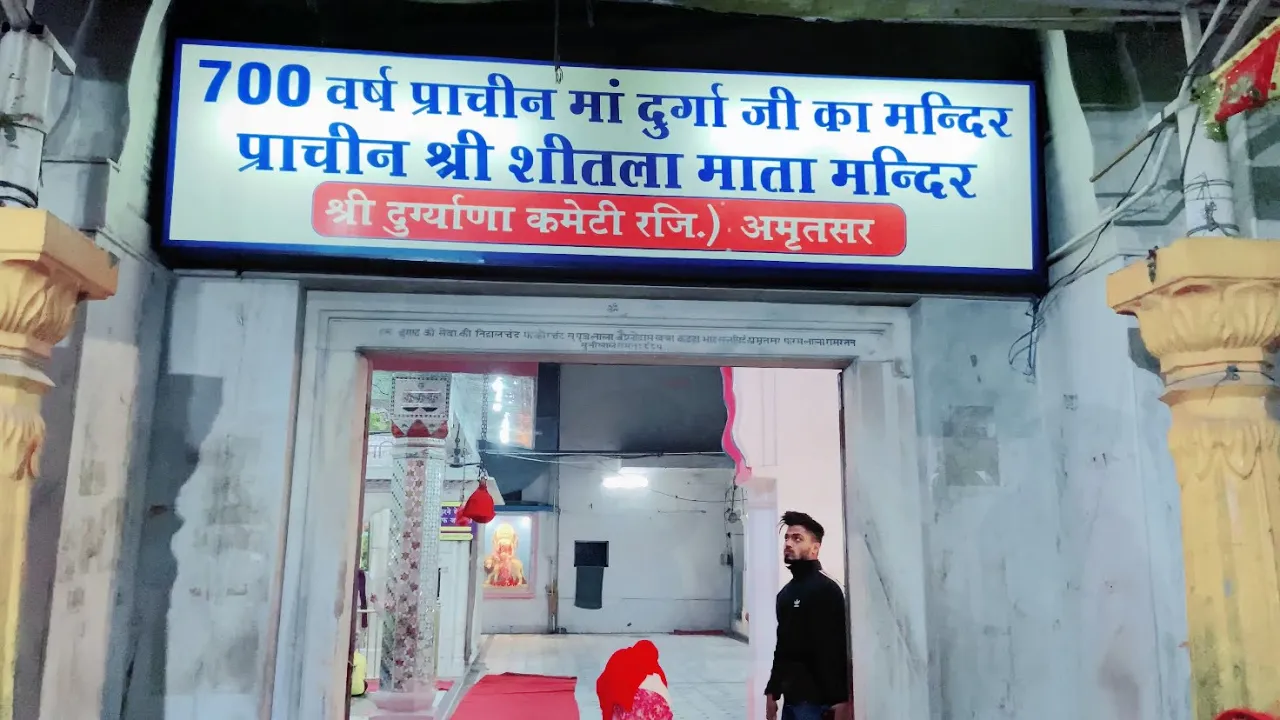 700 वर्ष प्राचीन मां दुर्गा जी का मन्दिर
प्राचीन श्री शीतला माता मन्दिर
श्री दुर्ग्याणा कमेटी रजि.) अमृतसर
ॐ
की सेवा की